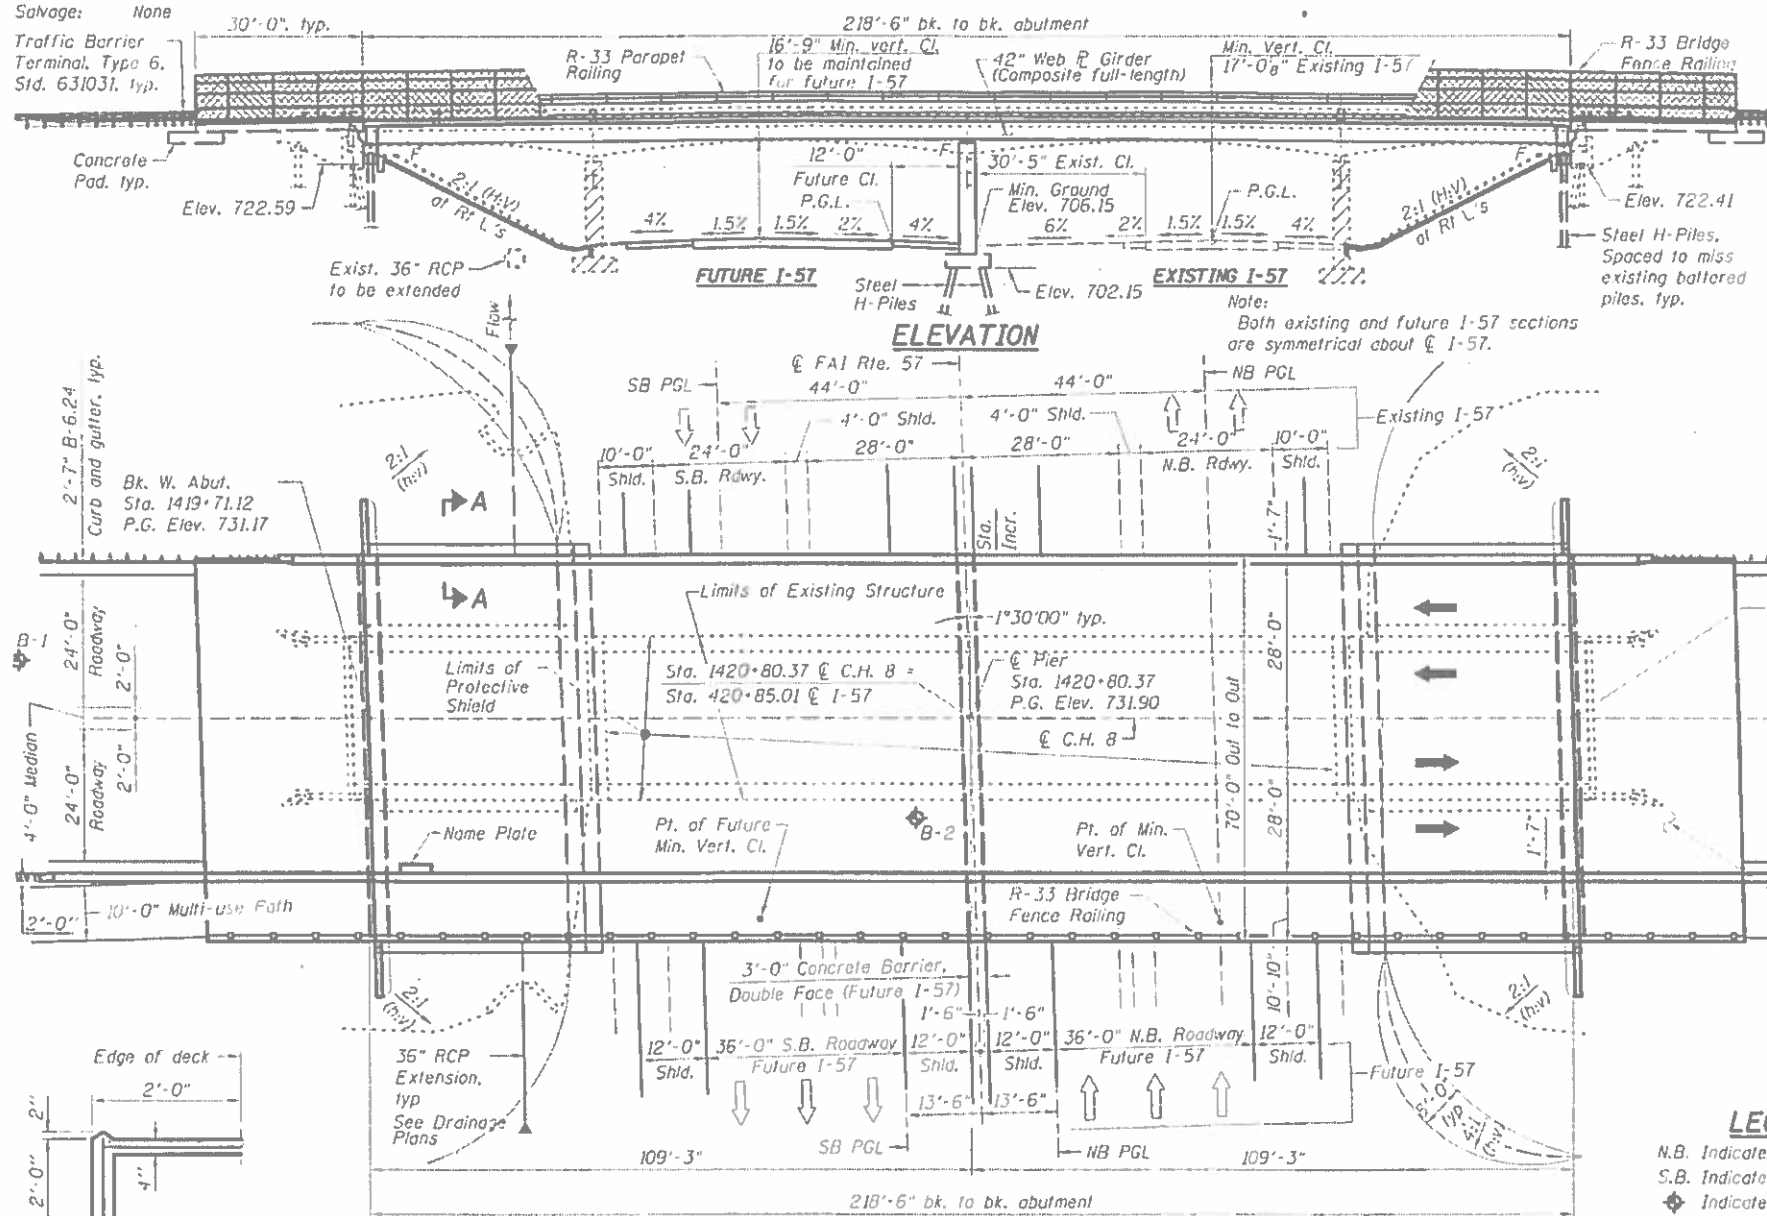 Salvage: None
30'-0". typ.
218'-6" bk. to bk. abutment
Traffic Barrier
Terminal, Type 6,
Std. 631031, typ.
R-33 Parapet
Railing
16'-9" Min. vert. Cl.
to be maintained
for future I-57
42" Web ℄ Girder
(Composite full-length)
Min. Vert. Cl.
17'-0⅞" Existing I-57
R-33 Bridge
Fence Railing
Concrete
Pad. typ.
Elev. 722.59
F
2:1 (H:V)
at Rt L's
12'-0"
Future Cl.
P.G.L.
F
30'-5" Exist. Cl.
Min. Ground
Elev. 706.15
P.G.L.
F
2:1 (H:V)
at Rt L's
Elev. 722.41
4% 1.5% 1.5% 2% 4% 6% 2% 1.5% 1.5% 4%
Exist. 36" RCP
to be extended
FUTURE I-57
Steel
H-Piles
Elev. 702.15
EXISTING I-57
Steel H-Piles,
Spaced to miss
existing battered
piles, typ.
Note:
Both existing and future I-57 sections
are symmetrical about ℄ I-57.
ELEVATION
Flow
℄ FAI Rte. 57
SB PGL
44'-0" 44'-0"
NB PGL
Existing I-57
4'-0" Shld. 4'-0" Shld.
10'-0"
Shld.
24'-0"
S.B. Rdwy.
28'-0" 28'-0"
24'-0"
N.B. Rdwy.
10'-0"
Shld.
2'-7" B-6.24
Curb and gutter, typ.
2:1
(h:v)
2:1
(h:v)
Bk. W. Abut.
Sta. 1419+71.12
P.G. Elev. 731.17
A
A
Sta.
Incr.
1'-7"
Limits of Existing Structure
1°30'00" typ.
B-1
24'-0"
Roadway
2'-0"
Limits of
Protective
Shield
Sta. 1420+80.37 ℄ C.H. 8 =
Sta. 420+85.01 ℄ I-57
℄ Pier
Sta. 1420+80.37
P.G. Elev. 731.90
℄ C.H. 8
28'-0"
70'-0" Out to Out
28'-0"
4'-0" Median
24'-0"
Roadway
2'-0"
Name Plate
Pt. of Future
Min. Vert. Cl.
B-2
Pt. of Min.
Vert. Cl.
1'-7"
R-33 Bridge
Fence Railing
2'-0"
10'-0" Multi-use Path
3'-0" Concrete Barrier,
Double Face (Future I-57)
10'-10"
2:1
(h:v)
2:1
(h:v)
1'-6" 1'-6"
Edge of deck
2'-0"
2"
2'-0"
4"
36" RCP
Extension,
typ
See Drainage
Plans
12'-0"
Shld.
36'-0" S.B. Roadway
Future I-57
12'-0"
Shld.
12'-0"
Shld.
36'-0" N.B. Roadway
Future I-57
12'-0"
Shld.
Future I-57
13'-6" 13'-6"
SB PGL
NB PGL
109'-3" 109'-3"
218'-6" bk. to bk. abutment
N.B. Indicate
S.B. Indicate
Indicate